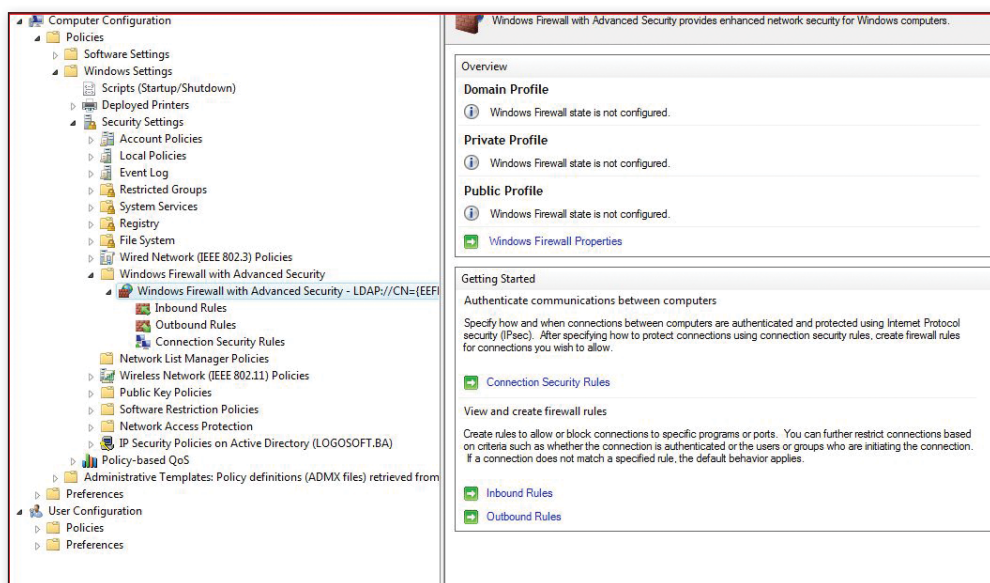 Computer Configuration
Policies
Software Settings
Windows Settings
Scripts (Startup/Shutdown)
Deployed Printers
Security Settings
Account Policies
Local Policies
Event Log
Restricted Groups
System Services
Registry
File System
Wired Network (IEEE 802.3) Policies
Windows Firewall with Advanced Security
Windows Firewall with Advanced Security - LDAP://CN={EEF
Inbound Rules
Outbound Rules
Connection Security Rules
Network List Manager Policies
Wireless Network (IEEE 802.11) Policies
Public Key Policies
Software Restriction Policies
Network Access Protection
IP Security Policies on Active Directory (LOGOSOFT.BA)
Policy-based QoS
Administrative Templates: Policy definitions (ADMX files) retrieved from
Preferences
User Configuration
Policies
Preferences
Windows Firewall with Advanced Security provides enhanced network security for Windows computers.
Overview
Domain Profile
Windows Firewall state is not configured.
Private Profile
Windows Firewall state is not configured.
Public Profile
Windows Firewall state is not configured.
Windows Firewall Properties
Getting Started
Authenticate communications between computers
Specify how and when connections between computers are authenticated and protected using Internet Protocol
security (IPsec). After specifying how to protect connections using connection security rules, create firewall rules
for connections you wish to allow.
Connection Security Rules
View and create firewall rules
Create rules to allow or block connections to specific programs or ports. You can further restrict connections based
on criteria such as whether the connection is authenticated or the users or groups who are initiating the connection.
If a connection does not match a specified rule, the default behavior applies.
Inbound Rules
Outbound Rules